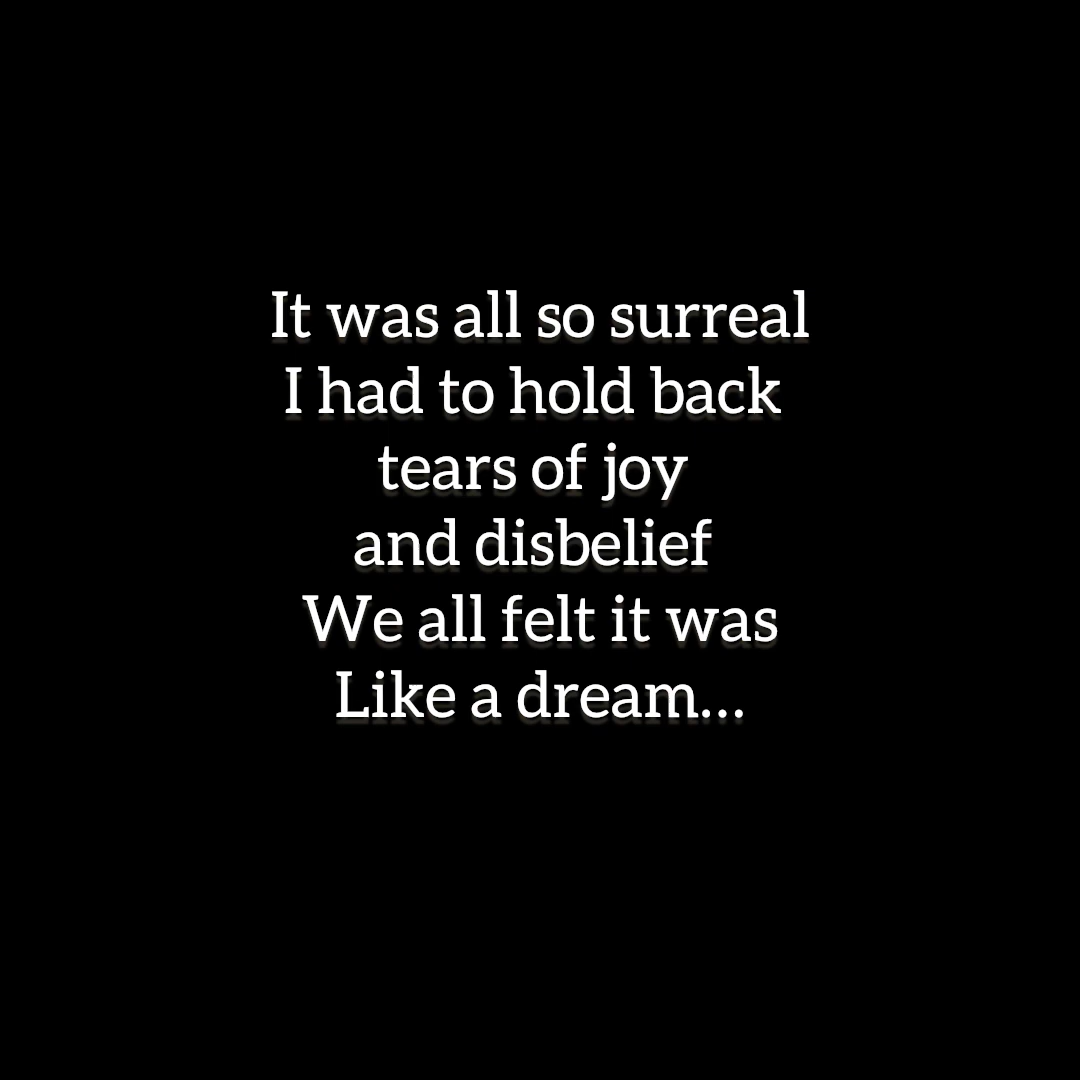 It was all so surreal
I had to hold back
tears of joy
and disbelief
We all felt it was
Like a dream...